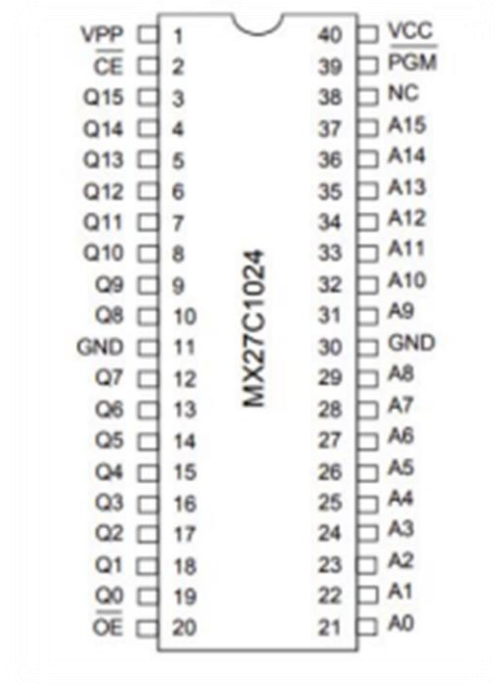 VPP 1 40 VCC
CE 2 39 PGM
Q15 3 38 NC
Q14 4 37 A15
Q13 5 36 A14
Q12 6 35 A13
Q11 7 34 A12
Q10 8 33 A11
Q9 9 32 A10
Q8 10 31 A9
GND 11 30 GND
Q7 12 29 A8
Q6 13 28 A7
Q5 14 27 A6
Q4 15 26 A5
Q3 16 25 A4
Q2 17 24 A3
Q1 18 23 A2
Q0 19 22 A1
OE 20 21 A0
MX27C1024